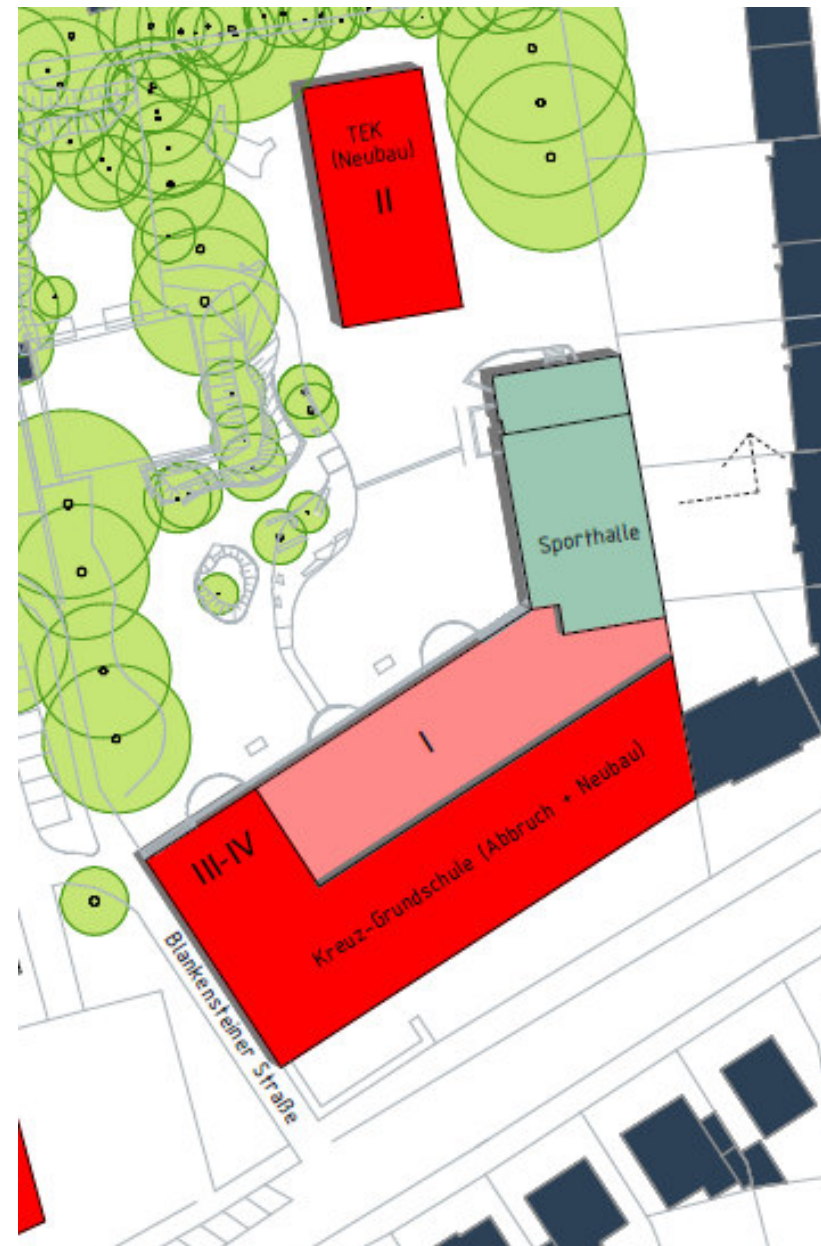 TEK
(Neubau)
II
Sporthalle
I
III-IV
Kreuz-Grundschule (Abbruch + Neubau)
Blankensteiner Straße